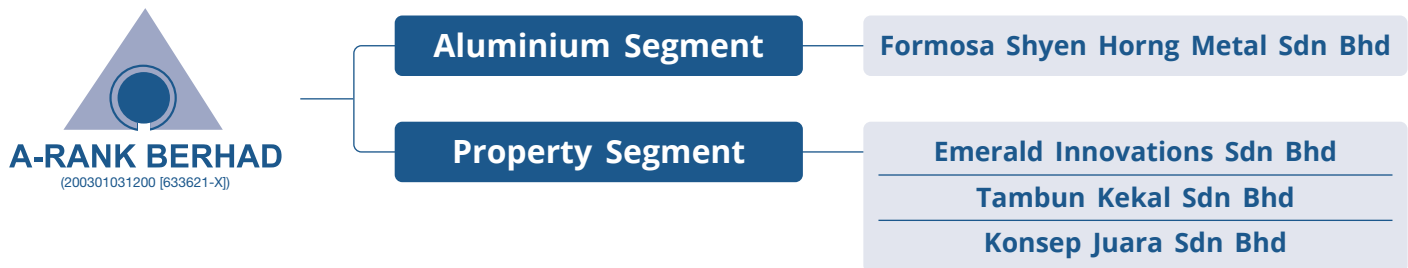 A-RANK BERHAD
(200301031200 [633621-X])
Aluminium Segment
Formosa Shyen Horng Metal Sdn Bhd
Property Segment
Emerald Innovations Sdn Bhd
Tambun Kekal Sdn Bhd
Konsep Juara Sdn Bhd